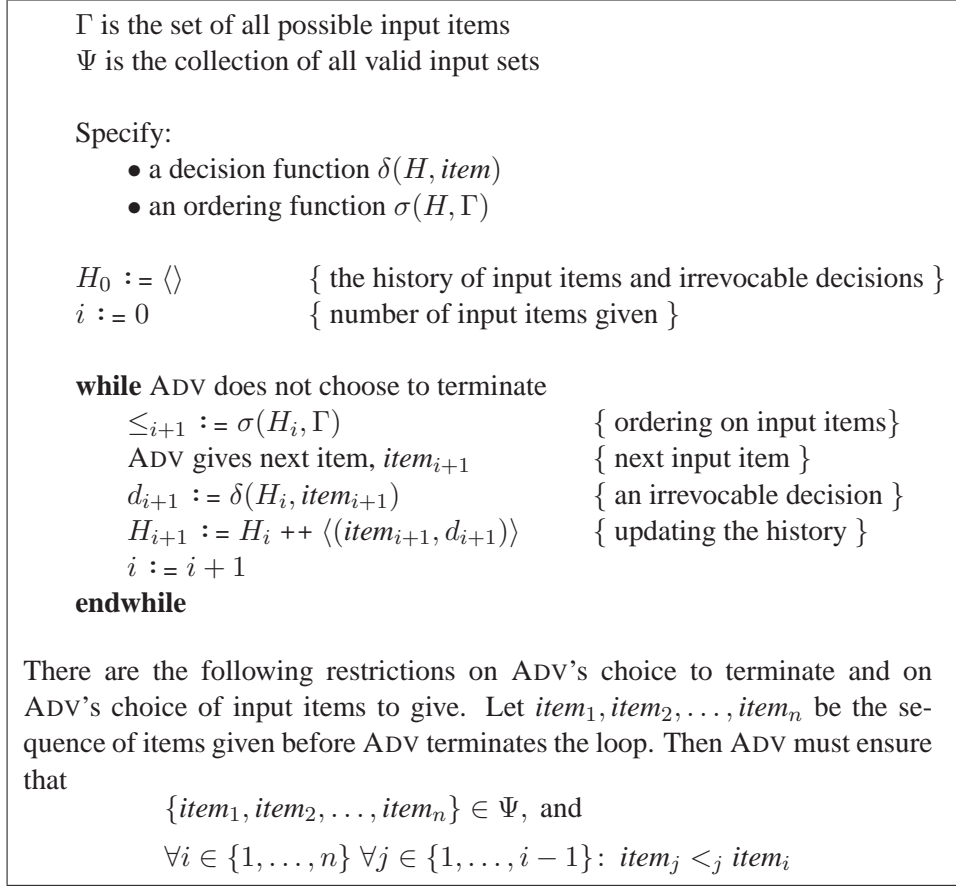 Γ is the set of all possible input items
Ψ is the collection of all valid input sets
Specify:
• a decision function δ(H, item)
• an ordering function σ(H, Γ)
H₀ := ⟨⟩ { the history of input items and irrevocable decisions }
i := 0 { number of input items given }
while ADV does not choose to terminate
≤ᵢ₊₁ := σ(Hᵢ, Γ) { ordering on input items}
ADV gives next item, itemᵢ₊₁ { next input item }
dᵢ₊₁ := δ(Hᵢ, itemᵢ₊₁) { an irrevocable decision }
Hᵢ₊₁ := Hᵢ ++ ⟨(itemᵢ₊₁, dᵢ₊₁)⟩ { updating the history }
i := i + 1
endwhile
There are the following restrictions on ADV's choice to terminate and on
ADV's choice of input items to give. Let item₁, item₂, . . . , itemₙ be the se-
quence of items given before ADV terminates the loop. Then ADV must ensure
that
{item₁, item₂, . . . , itemₙ} ∈ Ψ, and
∀i ∈ {1, . . . , n} ∀j ∈ {1, . . . , i − 1}: itemⱼ <ⱼ itemᵢ